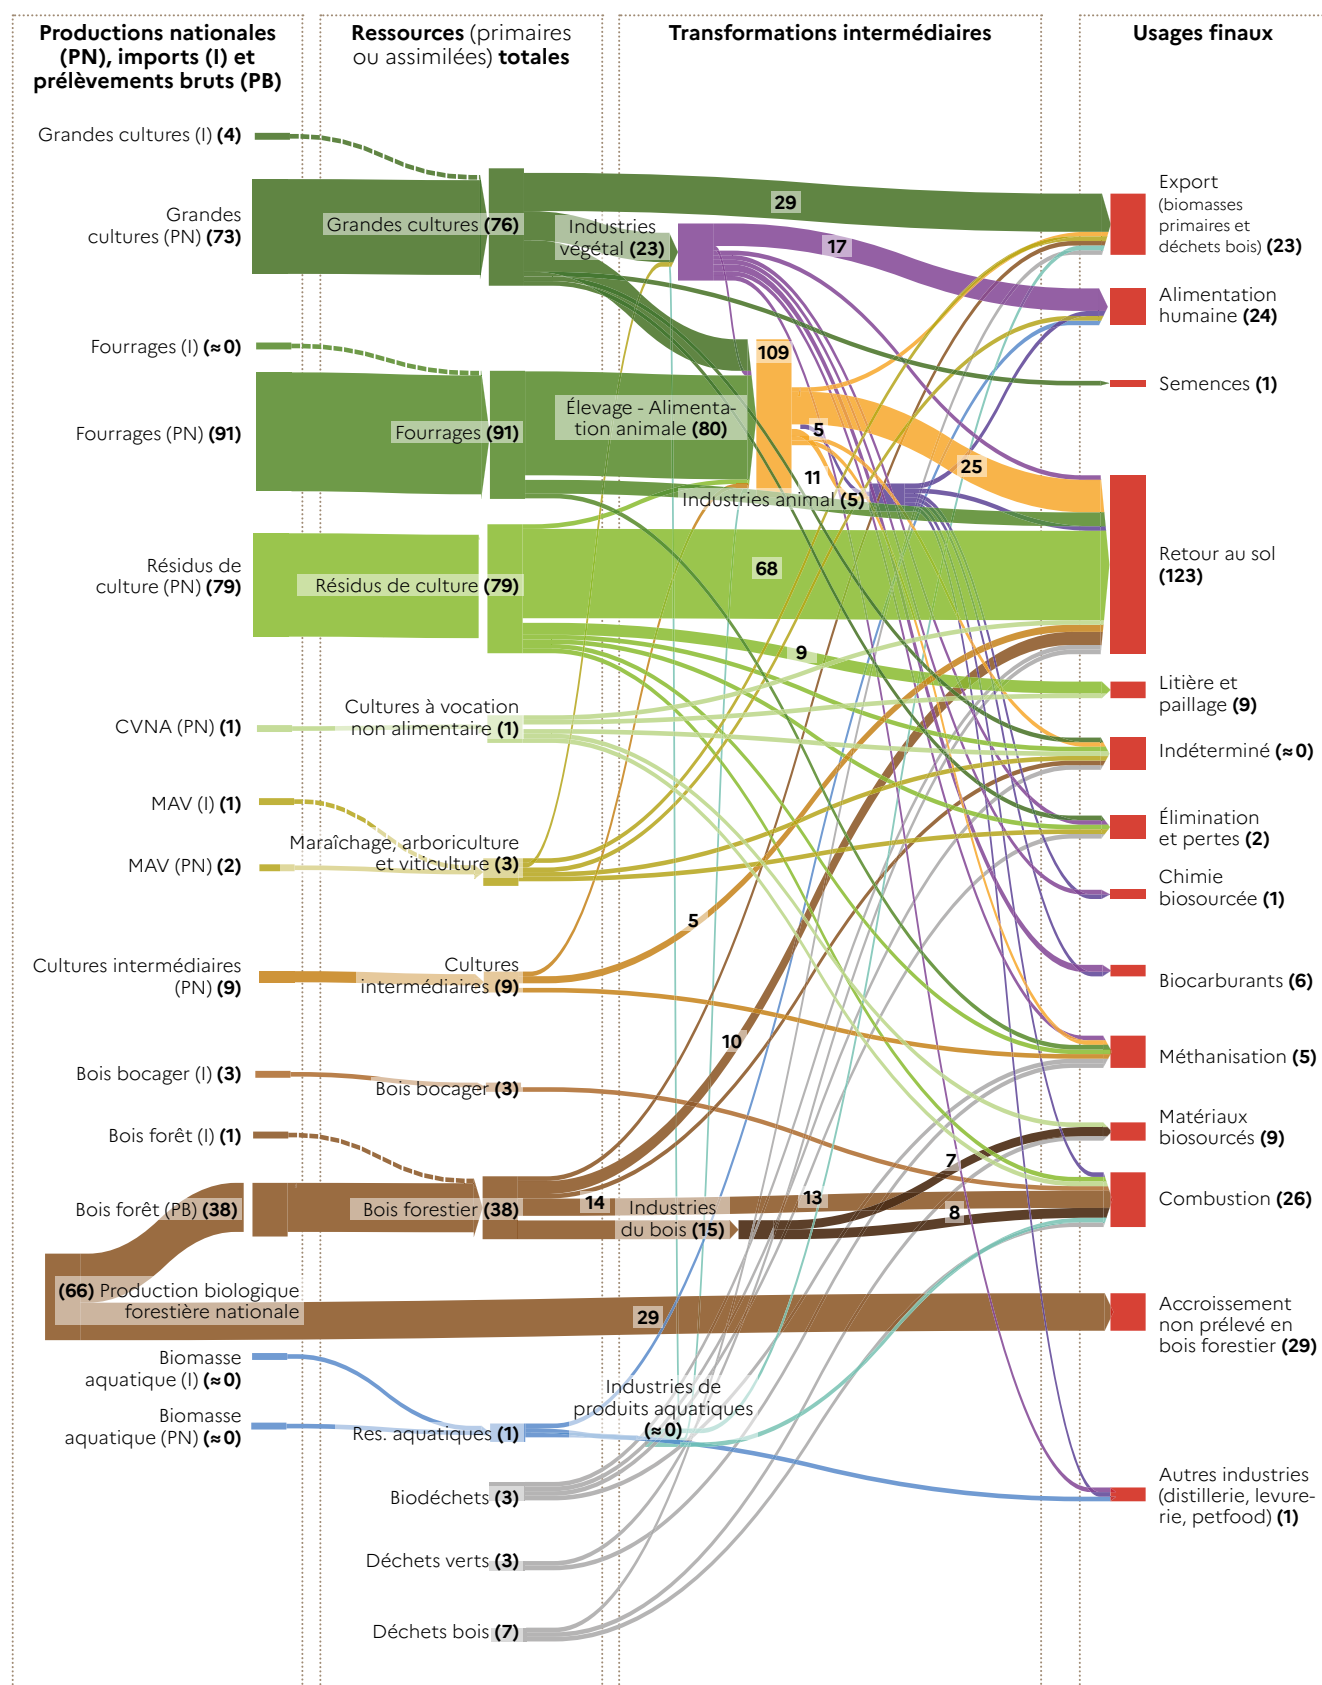 Productions nationales
(PN), imports (I) et
prélèvements bruts (PB)
Ressources (primaires
ou assimilées) totales
Transformations intermédiaires
Usages finaux
Grandes cultures (I) (4)
Grandes
cultures (PN) (73)
Fourrages (I) (≈0)
Fourrages (PN) (91)
Résidus de
culture (PN) (79)
CVNA (PN) (1)
MAV (I) (1)
MAV (PN) (2)
Cultures intermédiaires
(PN) (9)
Bois bocager (I) (3)
Bois forêt (I) (1)
Bois forêt (PB) (38)
(66) Production biologique
forestière nationale
Biomasse
aquatique (I) (≈0)
Biomasse
aquatique (PN) (≈0)
Grandes cultures (76)
Fourrages (91)
Résidus de culture (79)
Cultures à vocation
non alimentaire (1)
Maraîchage, arboriculture
et viticulture (3)
Cultures
intermédiaires (9)
Bois bocager (3)
Bois forestier (38)
Res. aquatiques (1)
Biodéchets (3)
Déchets verts (3)
Déchets bois (7)
29
Industries
végétal (23)
17
109
Élevage - Alimenta-
tion animale (80)
5
25
11
Industries animal (5)
68
9
5
10
7
14
13
Industries
du bois (15)
8
29
Industries de
produits aquatiques
(≈0)
Export
(biomasses
primaires et
déchets bois) (23)
Alimentation
humaine (24)
Semences (1)
Retour au sol
(123)
Litière et
paillage (9)
Indéterminé (≈0)
Élimination
et pertes (2)
Chimie
biosourcée (1)
Biocarburants (6)
Méthanisation (5)
Matériaux
biosourcés (9)
Combustion (26)
Accroissement
non prélevé en
bois forestier (29)
Autres industries
(distillerie, levure-
rie, petfood) (1)